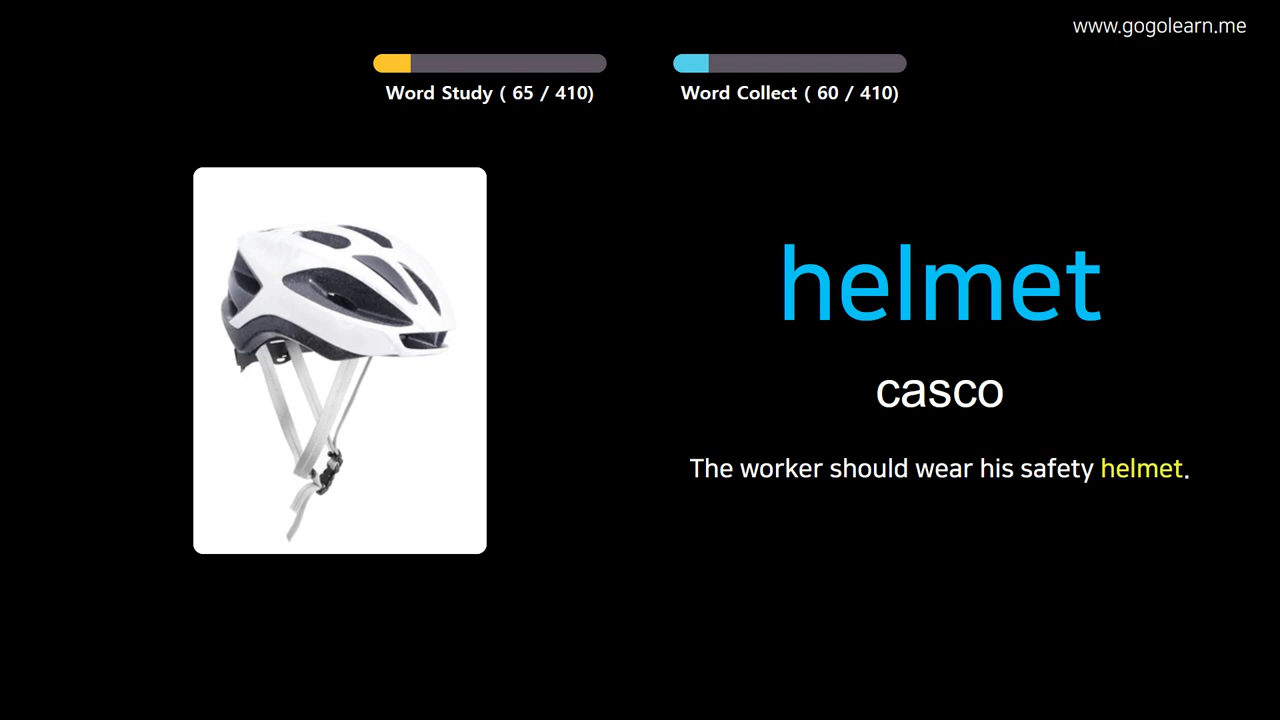 www.gogolearn.me
Word Study ( 65 / 410)
Word Collect ( 60 / 410)
helmet
casco
The worker should wear his safety helmet.